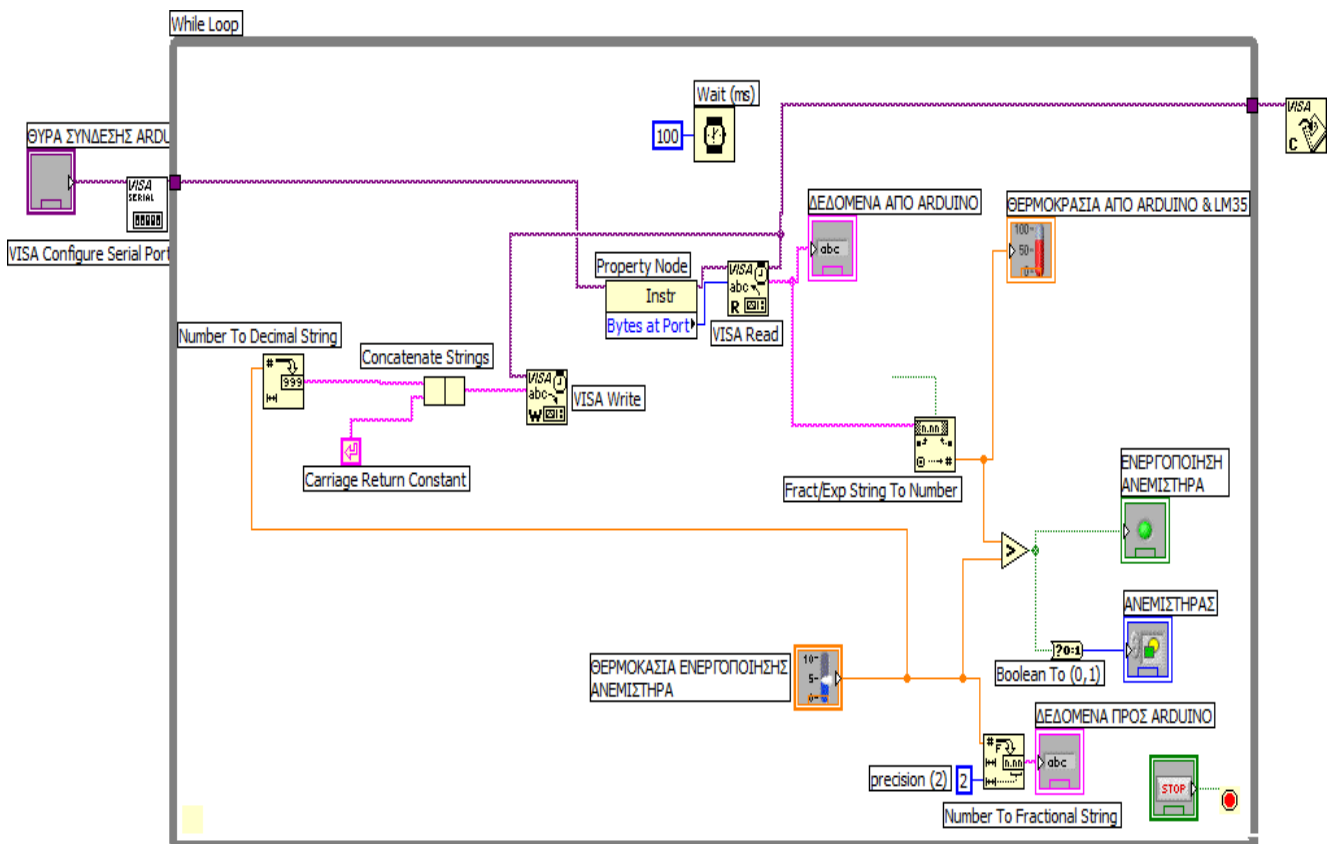 While Loop
Wait (ms)
100
VISA
C
ΘΥΡΑ ΣΥΝΔΕΣΗΣ ARDU
VISA
SERIAL
VISA Configure Serial Port
ΔΕΔΟΜΕΝΑ ΑΠΟ ARDUINO
abc
ΘΕΡΜΟΚΡΑΣΙΑ ΑΠΟ ARDUINO & LM35
100
50
0
Property Node
Instr
Bytes at Port
VISA
abc
R
VISA Read
Number To Decimal String
#
999
Concatenate Strings
VISA
abc
W
VISA Write
Carriage Return Constant
n.nn
#
Fract/Exp String To Number
ΕΝΕΡΓΟΠΟΙΗΣΗ
ΑΝΕΜΙΣΤΗΡΑ
>
ΑΝΕΜΙΣΤΗΡΑΣ
?0:1
Boolean To (0,1)
ΘΕΡΜΟΚΑΣΙΑ ΕΝΕΡΓΟΠΟΙΗΣΗΣ
ΑΝΕΜΙΣΤΗΡΑ
10
5
0
ΔΕΔΟΜΕΝΑ ΠΡΟΣ ARDUINO
#
F
n.nn
abc
precision (2)
2
Number To Fractional String
STOP